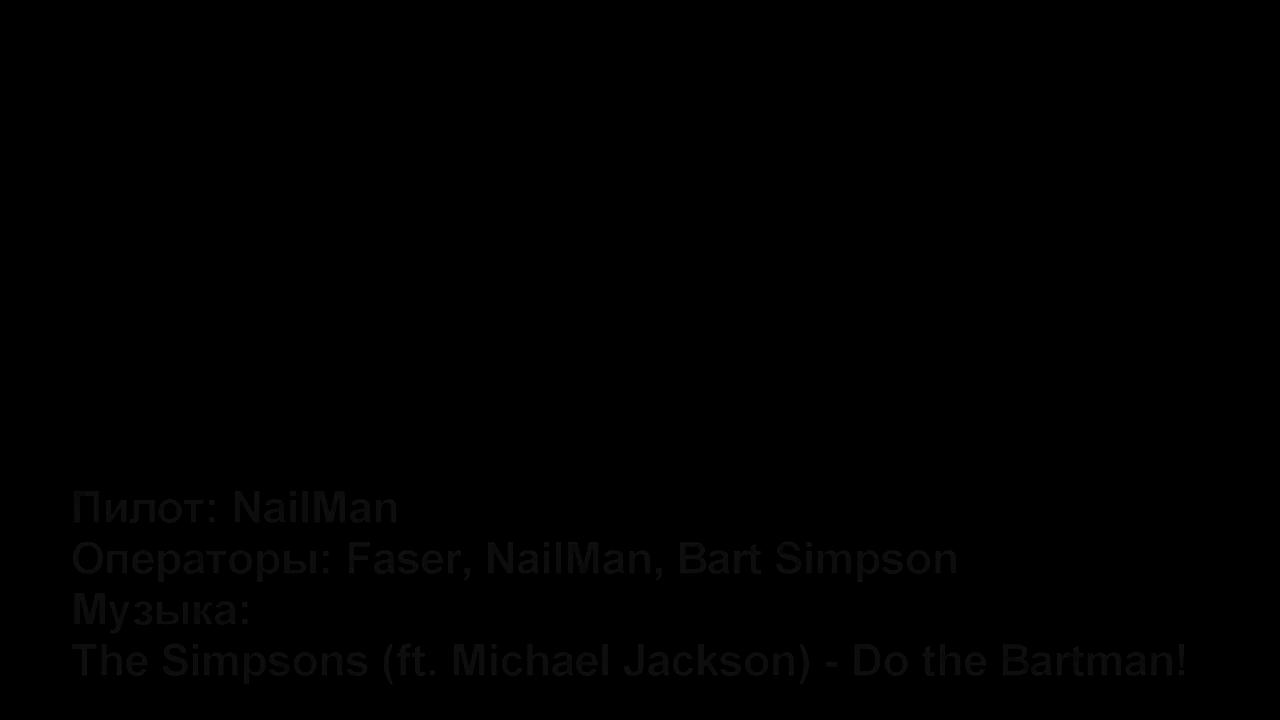 Пилот: NailMan
Операторы: Faser, NailMan, Bart Simpson
Музыка:
The Simpsons (ft. Michael Jackson) - Do the Bartman!